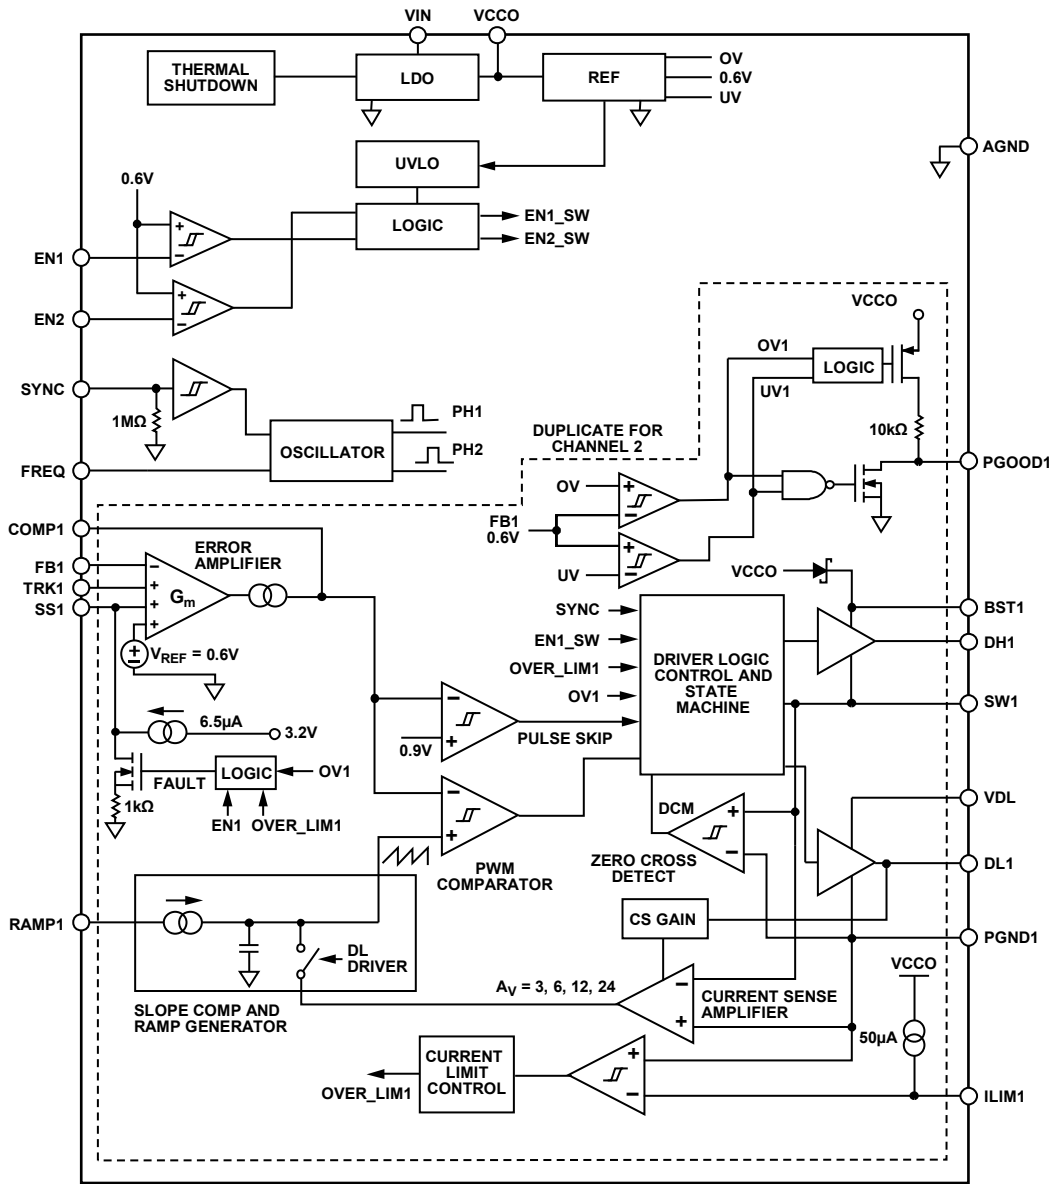 VIN
VCCO
THERMAL
SHUTDOWN
LDO
REF
OV
0.6V
UV
AGND
UVLO
0.6V
LOGIC
EN1_SW
EN2_SW
+
−
EN1
+
−
EN2
VCCO
OV1
LOGIC
UV1
SYNC
1MΩ
PH1
OSCILLATOR
PH2
10kΩ
DUPLICATE FOR
CHANNEL 2
FREQ
PGOOD1
OV
+
−
FB1
0.6V
+
−
UV
COMP1
ERROR
AMPLIFIER
FB1
TRK1
SS1
−
+
+
+
Gm
VREF = 0.6V
+
−
VCCO
BST1
DH1
SW1
SYNC
EN1_SW
OVER_LIM1
OV1
DRIVER LOGIC
CONTROL AND
STATE
MACHINE
6.5µA
3.2V
−
+
0.9V
PULSE SKIP
FAULT
LOGIC
OV1
1kΩ
EN1
OVER_LIM1
−
+
PWM
COMPARATOR
DCM
+
−
ZERO CROSS
DETECT
VDL
DL1
CS GAIN
RAMP1
DL
DRIVER
PGND1
SLOPE COMP AND
RAMP GENERATOR
AV = 3, 6, 12, 24
−
+
CURRENT SENSE
AMPLIFIER
VCCO
50µA
OVER_LIM1
CURRENT
LIMIT
CONTROL
+
−
ILIM1